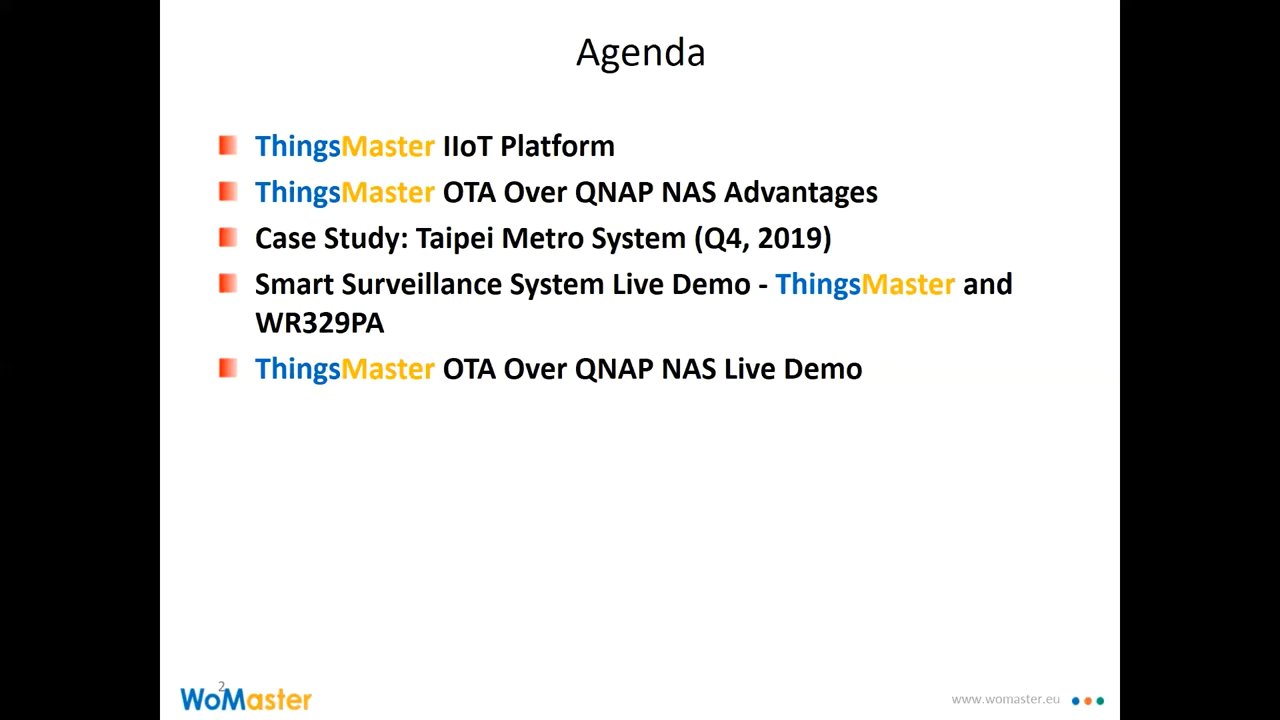 Agenda
ThingsMaster IIoT Platform
ThingsMaster OTA Over QNAP NAS Advantages
Case Study: Taipei Metro System (Q4, 2019)
Smart Surveillance System Live Demo - ThingsMaster and
WR329PA
ThingsMaster OTA Over QNAP NAS Live Demo
2
WoMaster
www.womaster.eu